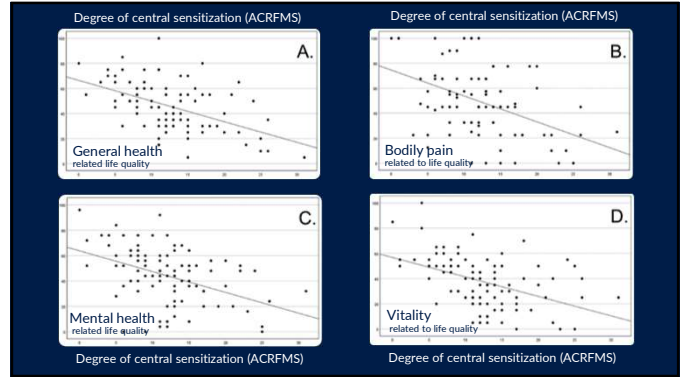 Degree of central sensitization (ACRFMS)
Degree of central sensitization (ACRFMS)
A.
General health
related life quality
B.
Bodily pain
related to life quality
C.
Mental health
related life quality
D.
Vitality
related to life quality
Degree of central sensitization (ACRFMS)
Degree of central sensitization (ACRFMS)